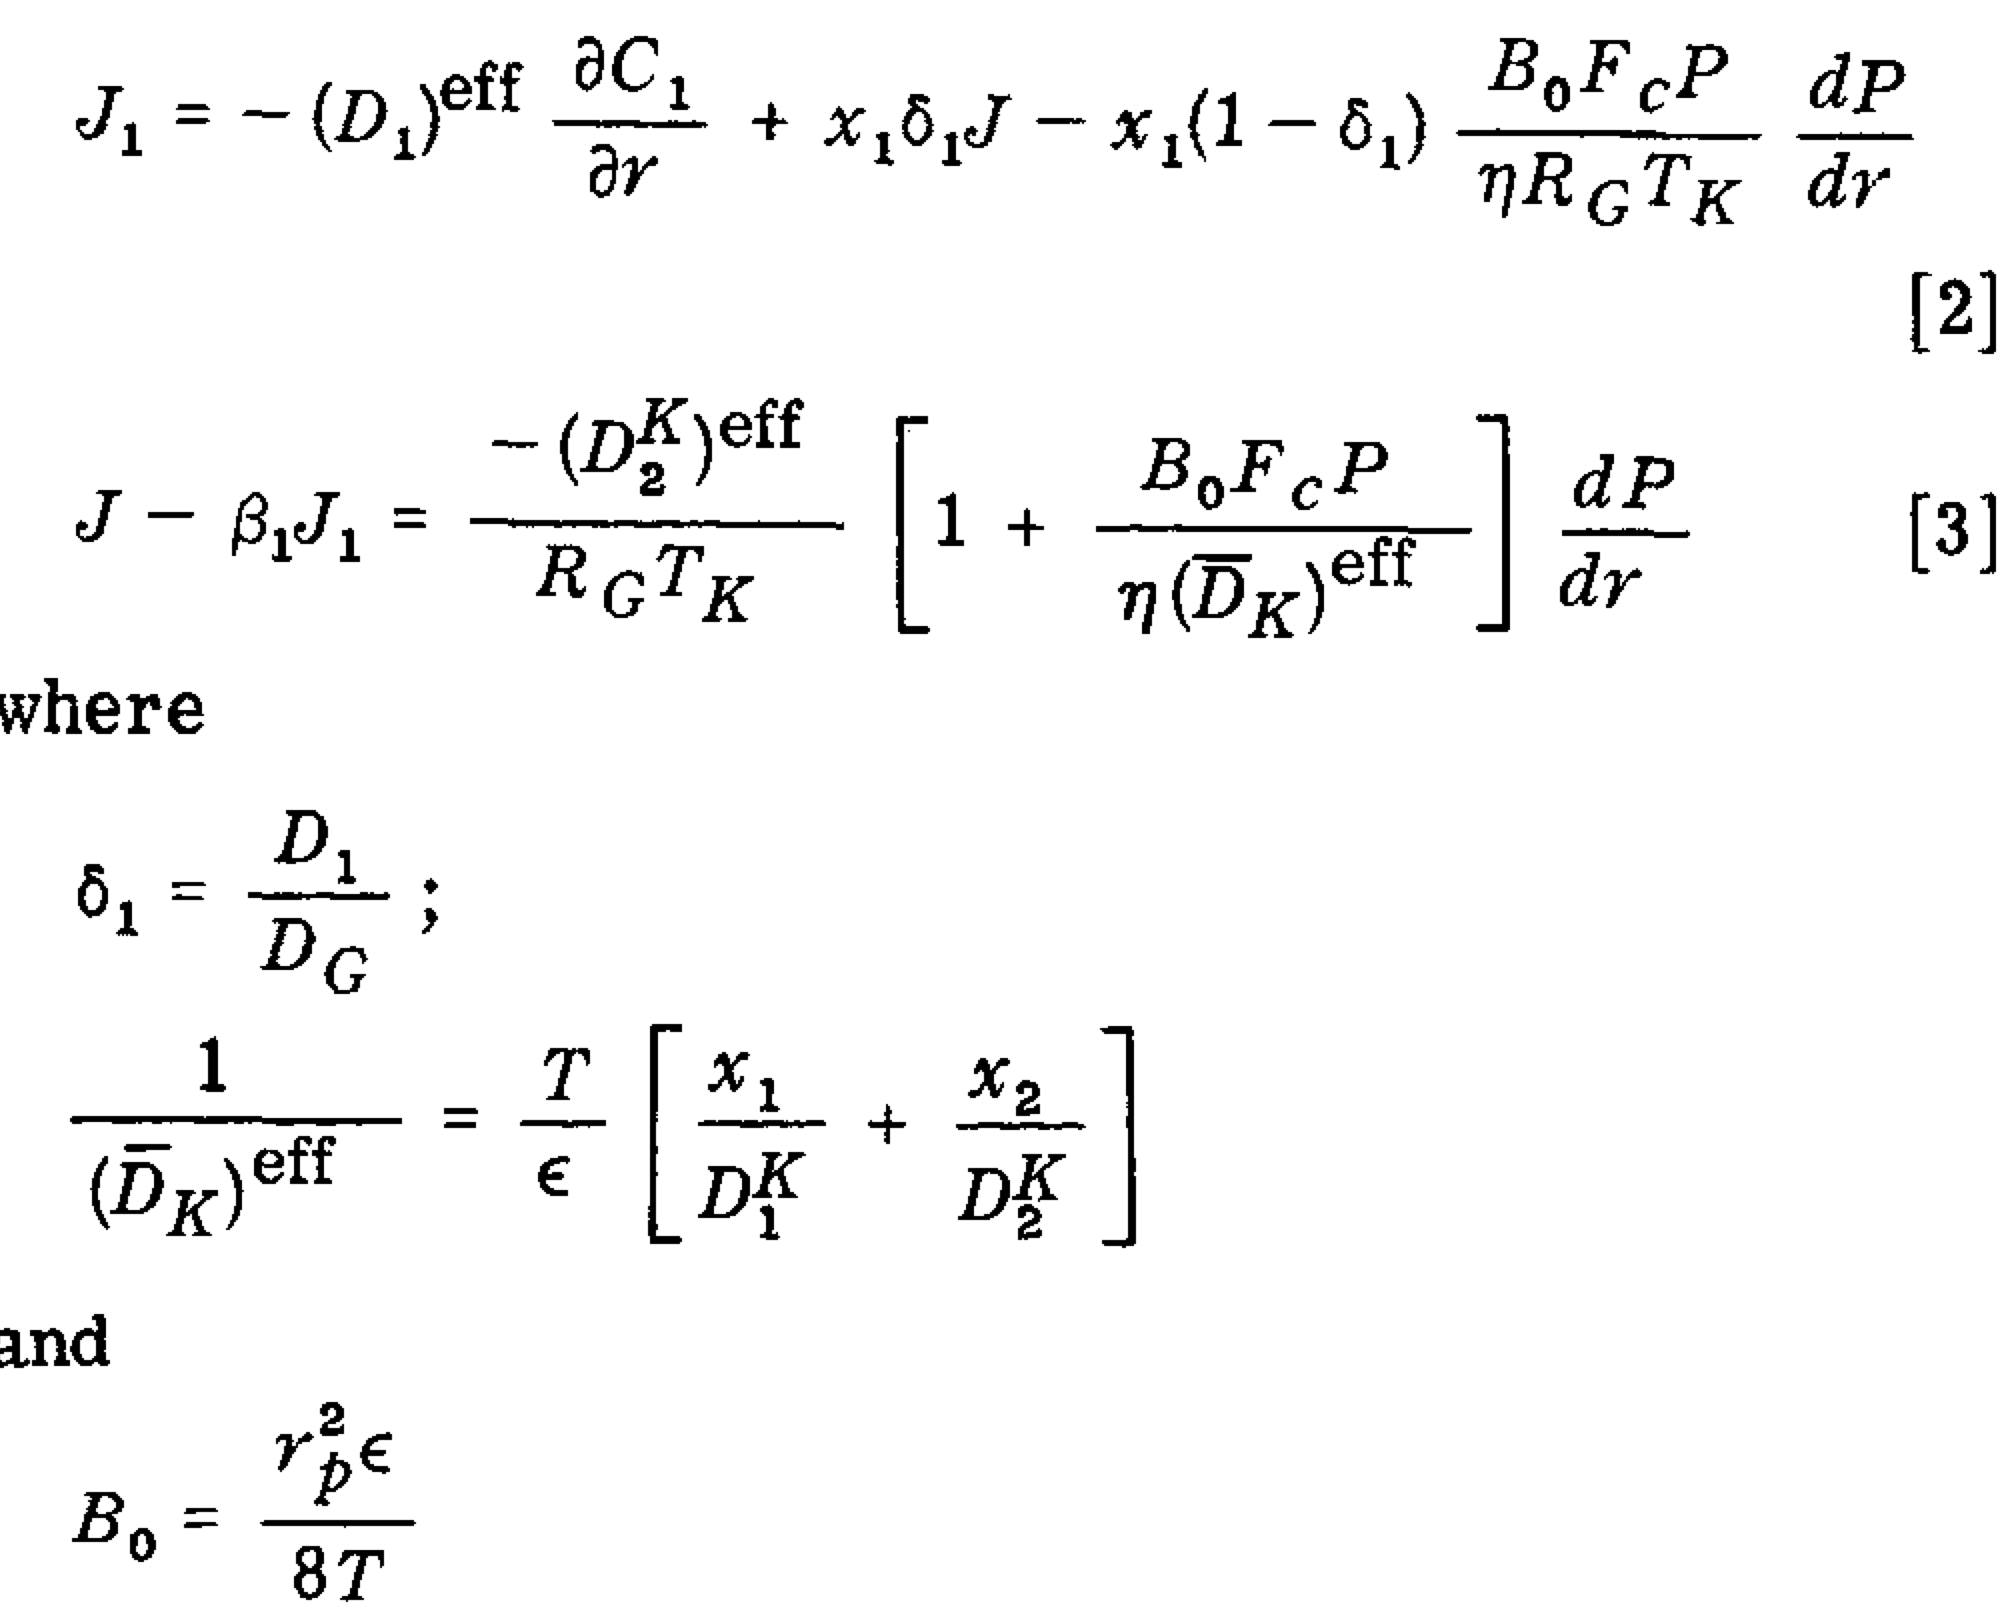 J₁ = −(D₁)^eff ∂C₁/∂r + x₁δ₁J − x₁(1 − δ₁) (B₀F_cP)/(ηR_GT_K) dP/dr
[2]
J − β₁J₁ = −(D₂^K)^eff/(R_GT_K) [1 + (B₀F_cP)/(η(D̄_K)^eff)] dP/dr [3]
where
δ₁ = D₁/D_G ;
1/(D̄_K)^eff = T/ϵ [x₁/D₁^K + x₂/D₂^K]
and
B₀ = r_p²ϵ/8T